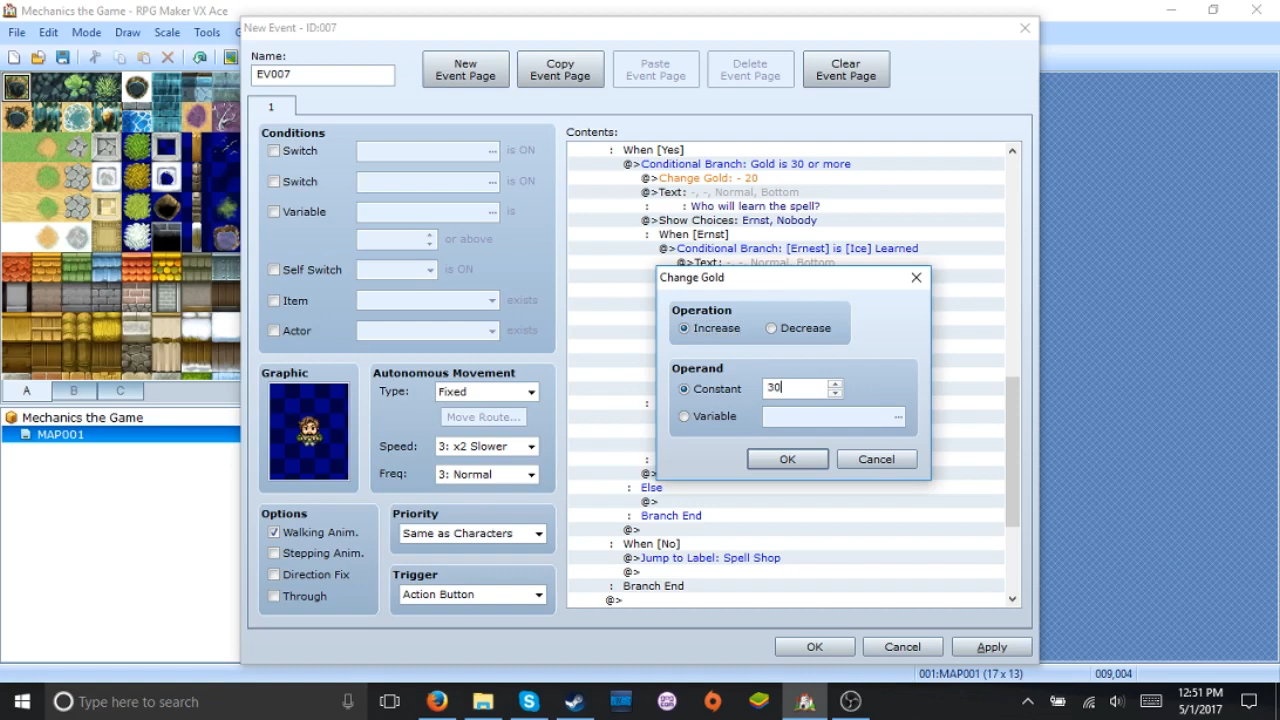 Mechanics the Game - RPG Maker VX Ace
File Edit Mode Draw Scale Tools
New Event - ID:007
Name:
EV007
New Event Page
Copy Event Page
Paste Event Page
Delete Event Page
Clear Event Page
1
Conditions
Switch ... is ON
Switch ... is ON
Variable ... is
or above
Self Switch is ON
Item exists
Actor exists
Graphic
Autonomous Movement
Type: Fixed
Move Route...
Speed: 3: x2 Slower
Freq: 3: Normal
Options
Walking Anim.
Stepping Anim.
Direction Fix
Through
Priority
Same as Characters
Trigger
Action Button
Contents:
: When [Yes]
@>Conditional Branch: Gold is 30 or more
@>Change Gold: - 20
@>Text: -, -, Normal, Bottom
: : Who will learn the spell?
@>Show Choices: Ernst, Nobody
: When [Ernst]
@>Conditional Branch: [Ernest] is [Ice] Learned
@>Text: -, -, Normal, Bottom
:
:
@>
: Else
@>
: Branch End
@>
: When [No]
@>Jump to Label: Spell Shop
@>
: Branch End
@>
Change Gold
Operation
Increase Decrease
Operand
Constant 30
Variable ...
OK Cancel
OK Cancel Apply
A B C
Mechanics the Game
MAP001
001:MAP001 (17 x 13) 009,004
Type here to search
12:51 PM
5/1/2017